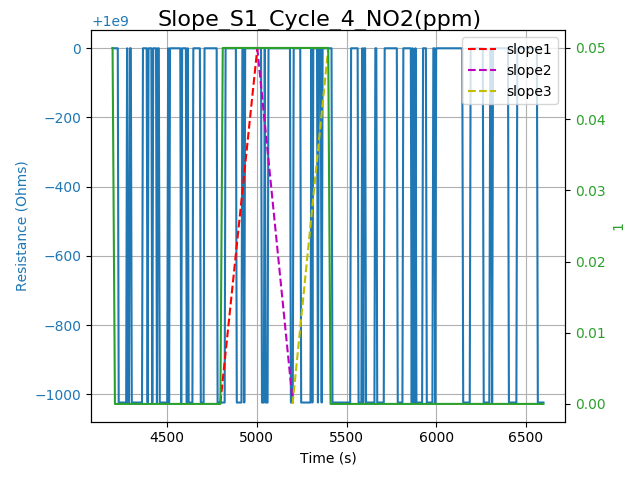 Slope_S1_Cycle_4_NO2(ppm)
+1e9
0
−200
−400
−600
−800
−1000
Resistance (Ohms)
slope1
slope2
slope3
0.05
0.04
0.03
0.02
0.01
0.00
1
4500 5000 5500 6000 6500
Time (s)